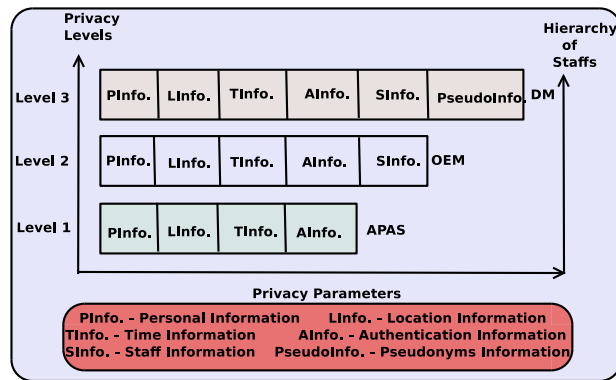 Privacy
Levels
Hierarchy
of
Staffs
Level 3
PInfo. LInfo. TInfo. AInfo. SInfo. PseudoInfo. DM
Level 2
PInfo. LInfo. TInfo. AInfo. SInfo. OEM
Level 1
PInfo. LInfo. TInfo. AInfo. APAS
Privacy Parameters
PInfo. - Personal Information LInfo. - Location Information
TInfo. - Time Information AInfo. - Authentication Information
SInfo. - Staff Information PseudoInfo. - Pseudonyms Information